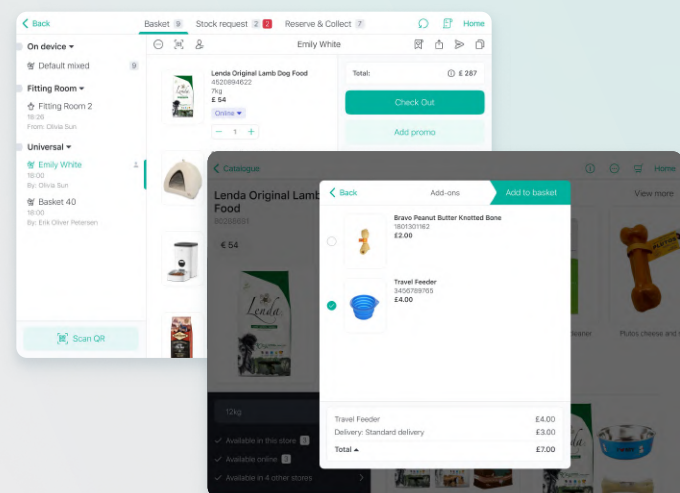 Back
Basket 9
Stock request 2 2
Reserve & Collect 7
Home
On device
Default mixed 9
Fitting Room
Fitting Room 2
18:26
From: Olivia Sun
Universal
Emily White
18:00
By: Olivia Sun
Basket 40
18:00
By: Erik Oliver Petersen
Scan QR
Emily White
Lenda Original Lamb Dog Food
4520894622
7kg
£ 54
Online
− 1 +
Total: £ 287
Check Out
Add promo
Catalogue
Home
Lenda Original Lamb
Food
€ 54
Lenda
12kg
Available in this store 3
Available online 3
Available in 4 other stores
View more
PLUTOS
Plutos cheese and
Back
Add-ons
Add to basket
Bravo Peanut Butter Knotted Bone
1801301162
£2.00
Travel Feeder
3456789765
£4.00
Travel Feeder £4.00
Delivery: Standard delivery £3.00
Total £7.00